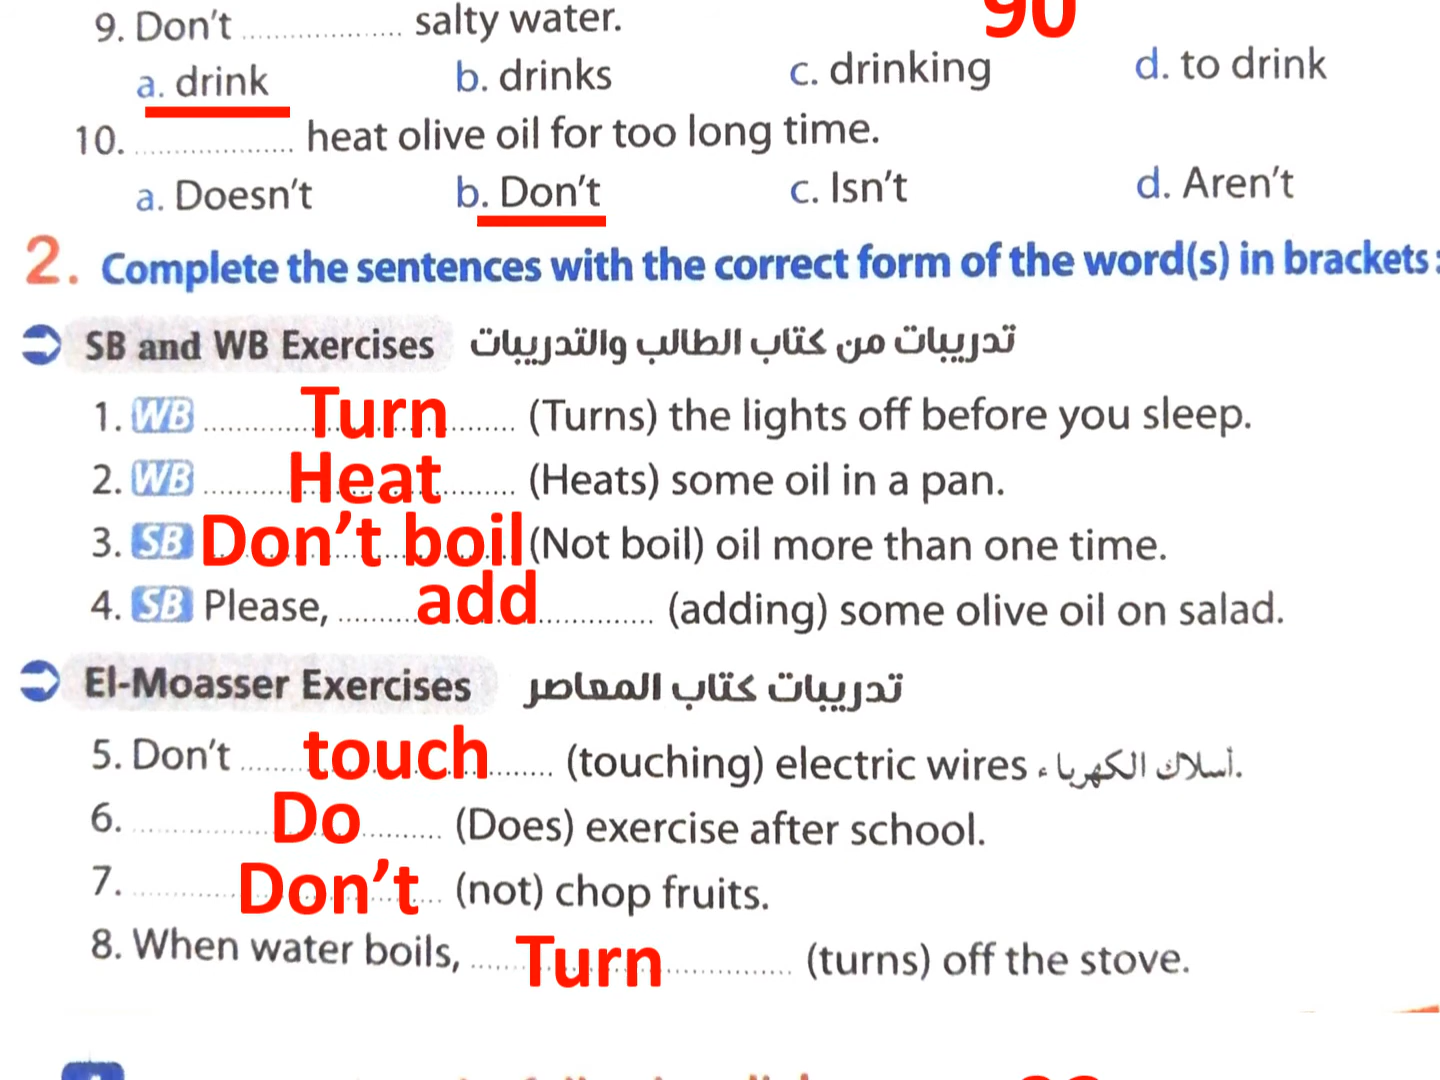 90
9. Don't .................. salty water.
a. drink b. drinks c. drinking d. to drink
10. .................. heat olive oil for too long time.
a. Doesn't b. Don't c. Isn't d. Aren't
2. Complete the sentences with the correct form of the word(s) in brackets:
SB and WB Exercises تدريبات من كتاب الطالب والتدريبات
1. WB ........ Turn ........ (Turns) the lights off before you sleep.
2. WB ........ Heat ........ (Heats) some oil in a pan.
3. SB Don't boil (Not boil) oil more than one time.
4. SB Please, ........ add ........ (adding) some olive oil on salad.
El-Moasser Exercises تدريبات كتاب المعاصر
5. Don't ........ touch ........ (touching) electric wires أسلاك الكهرباء.
6. ........ Do ........ (Does) exercise after school.
7. ........ Don't ........ (not) chop fruits.
8. When water boils, ........ Turn ........ (turns) off the stove.